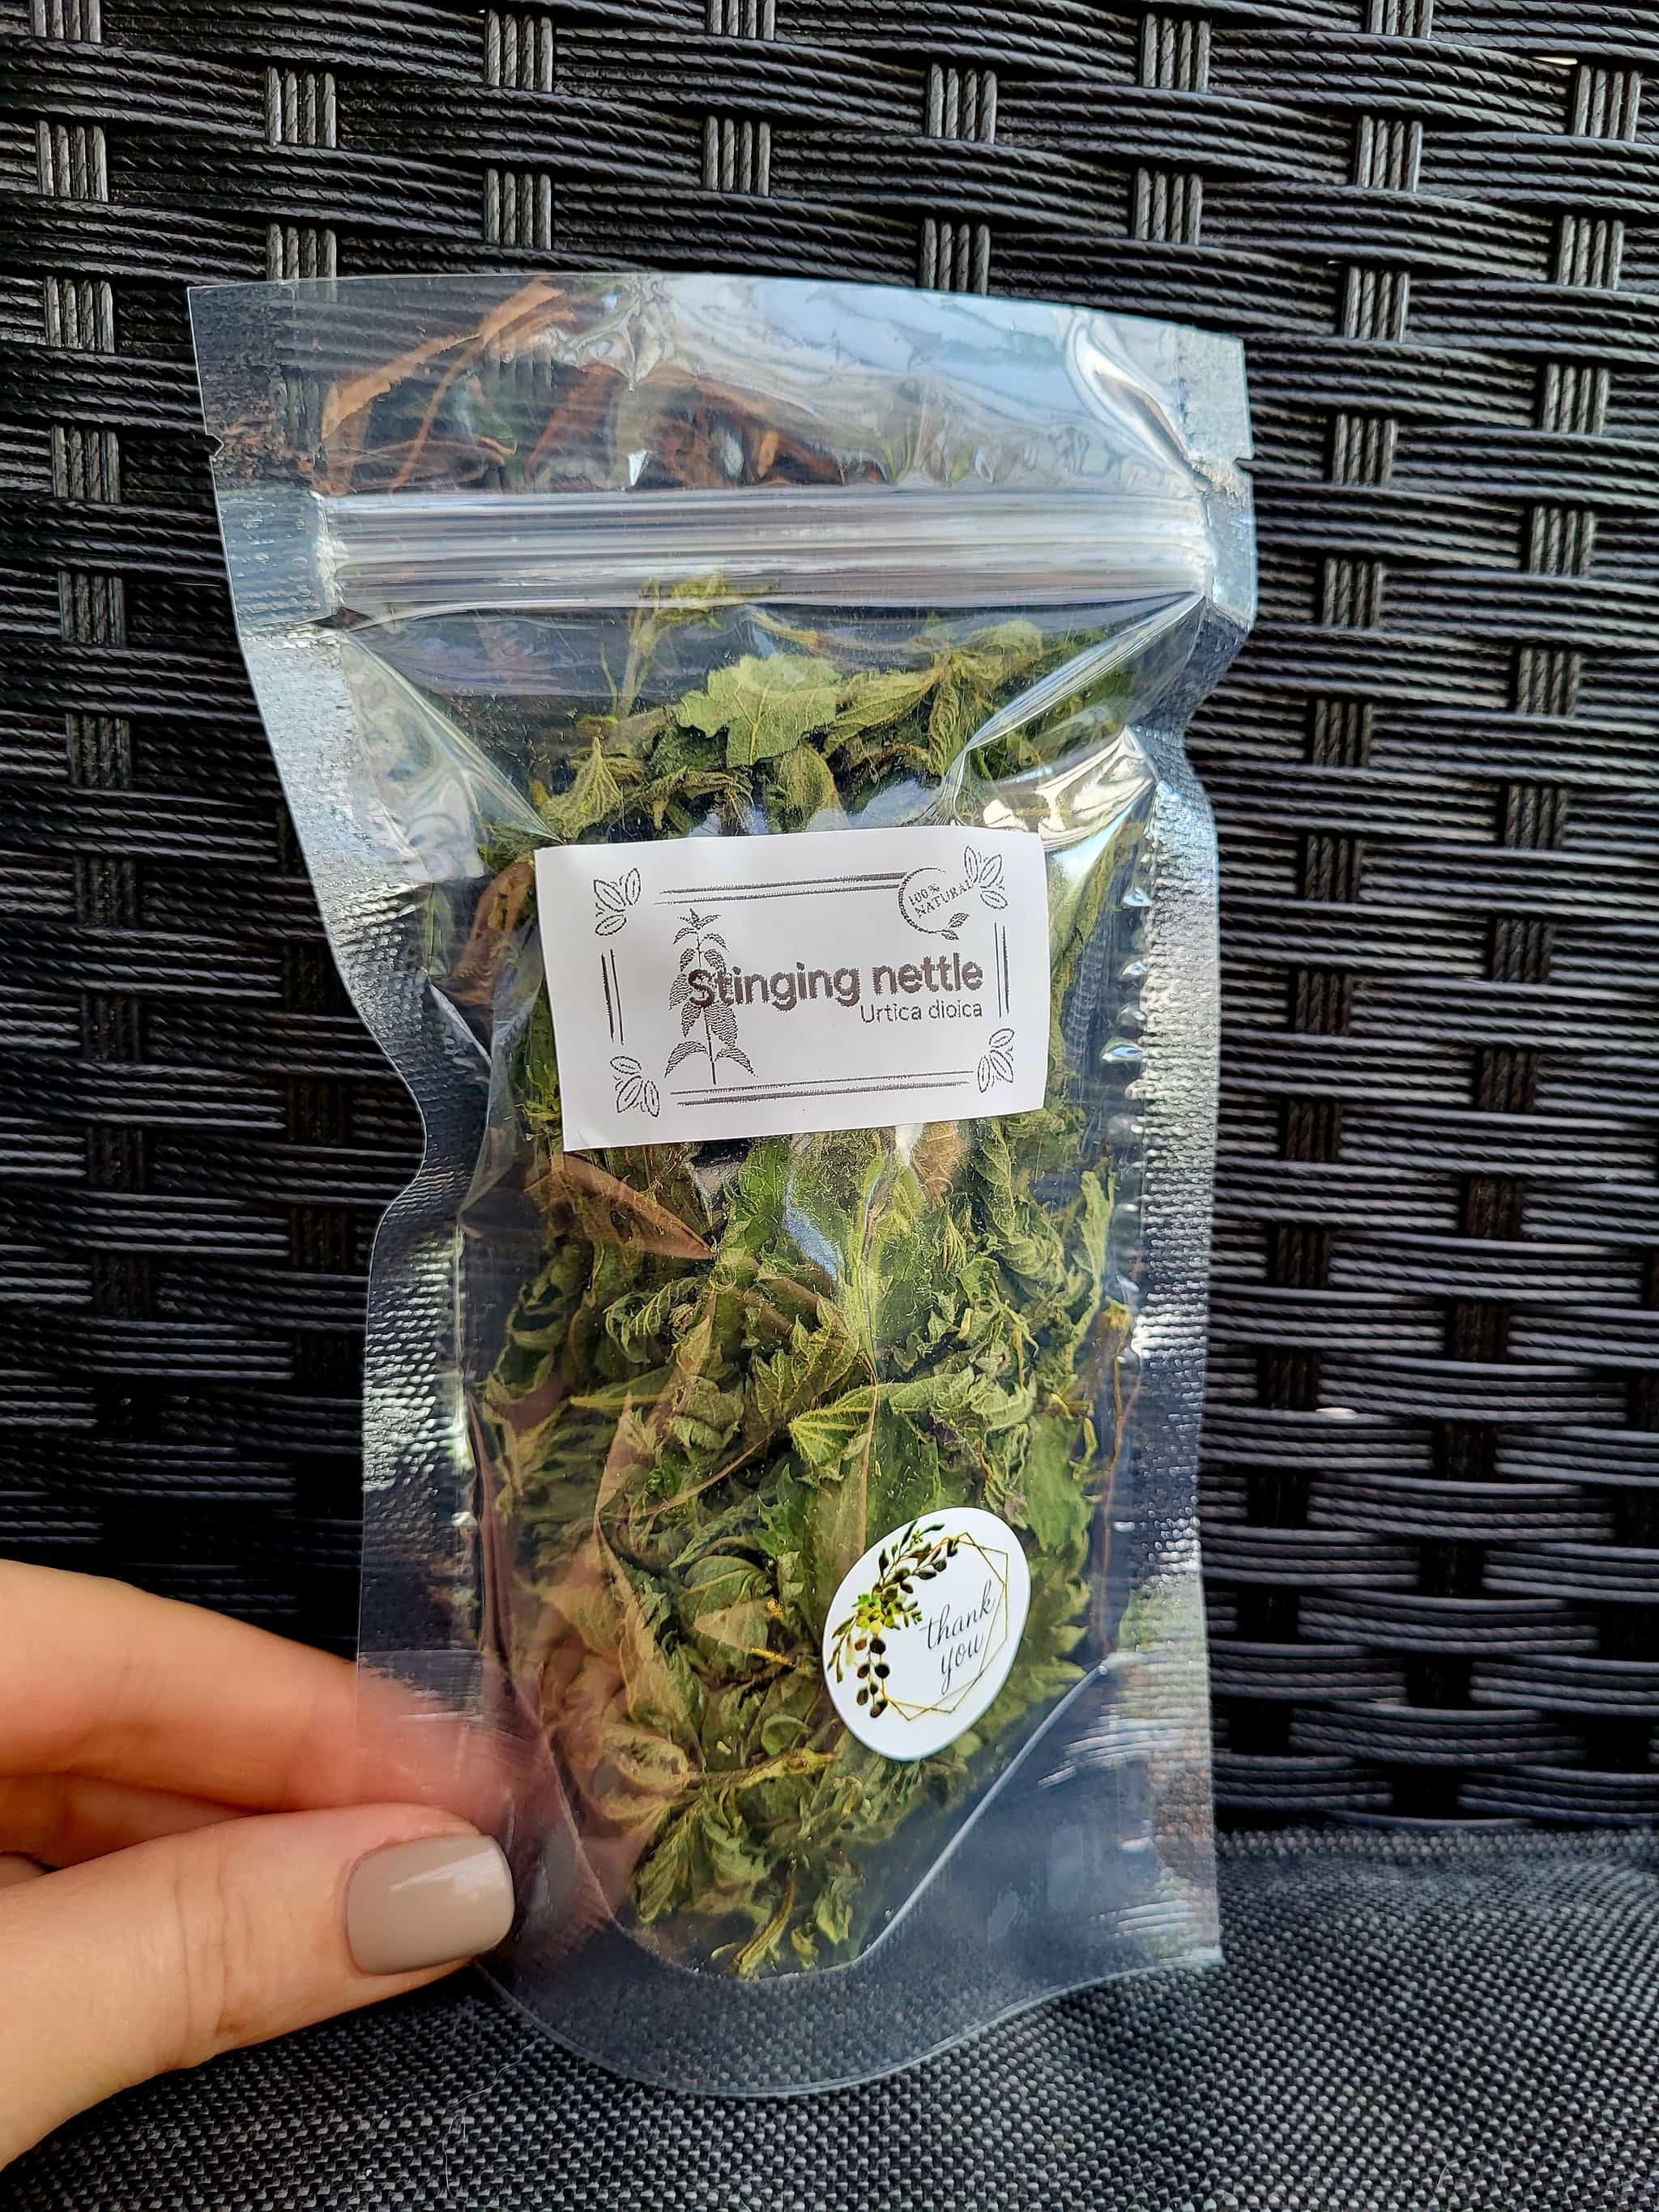 100%
NATURAL
Stinging nettle
Urtica dioica
thank
you